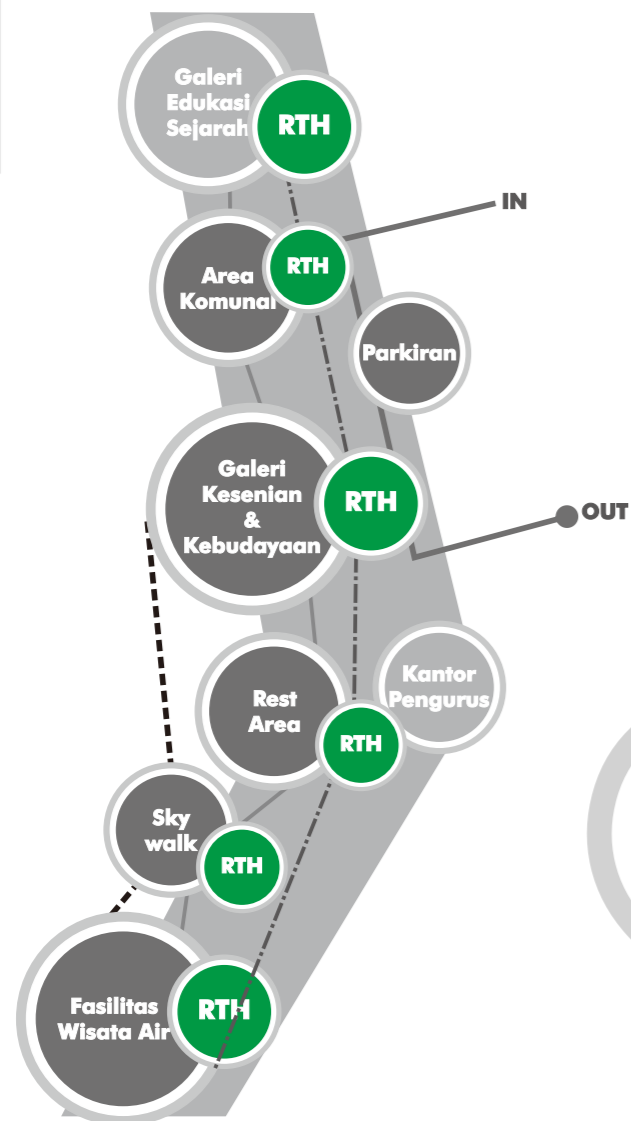 Galeri
Edukasi
Sejarah
RTH
IN
RTH
Area
Komunal
Parkiran
Galeri
Kesenian
&
Kebudayaan
RTH
OUT
Kantor
Pengurus
Rest
Area
RTH
Sky
walk
RTH
Fasilitas
Wisata Air
RTH